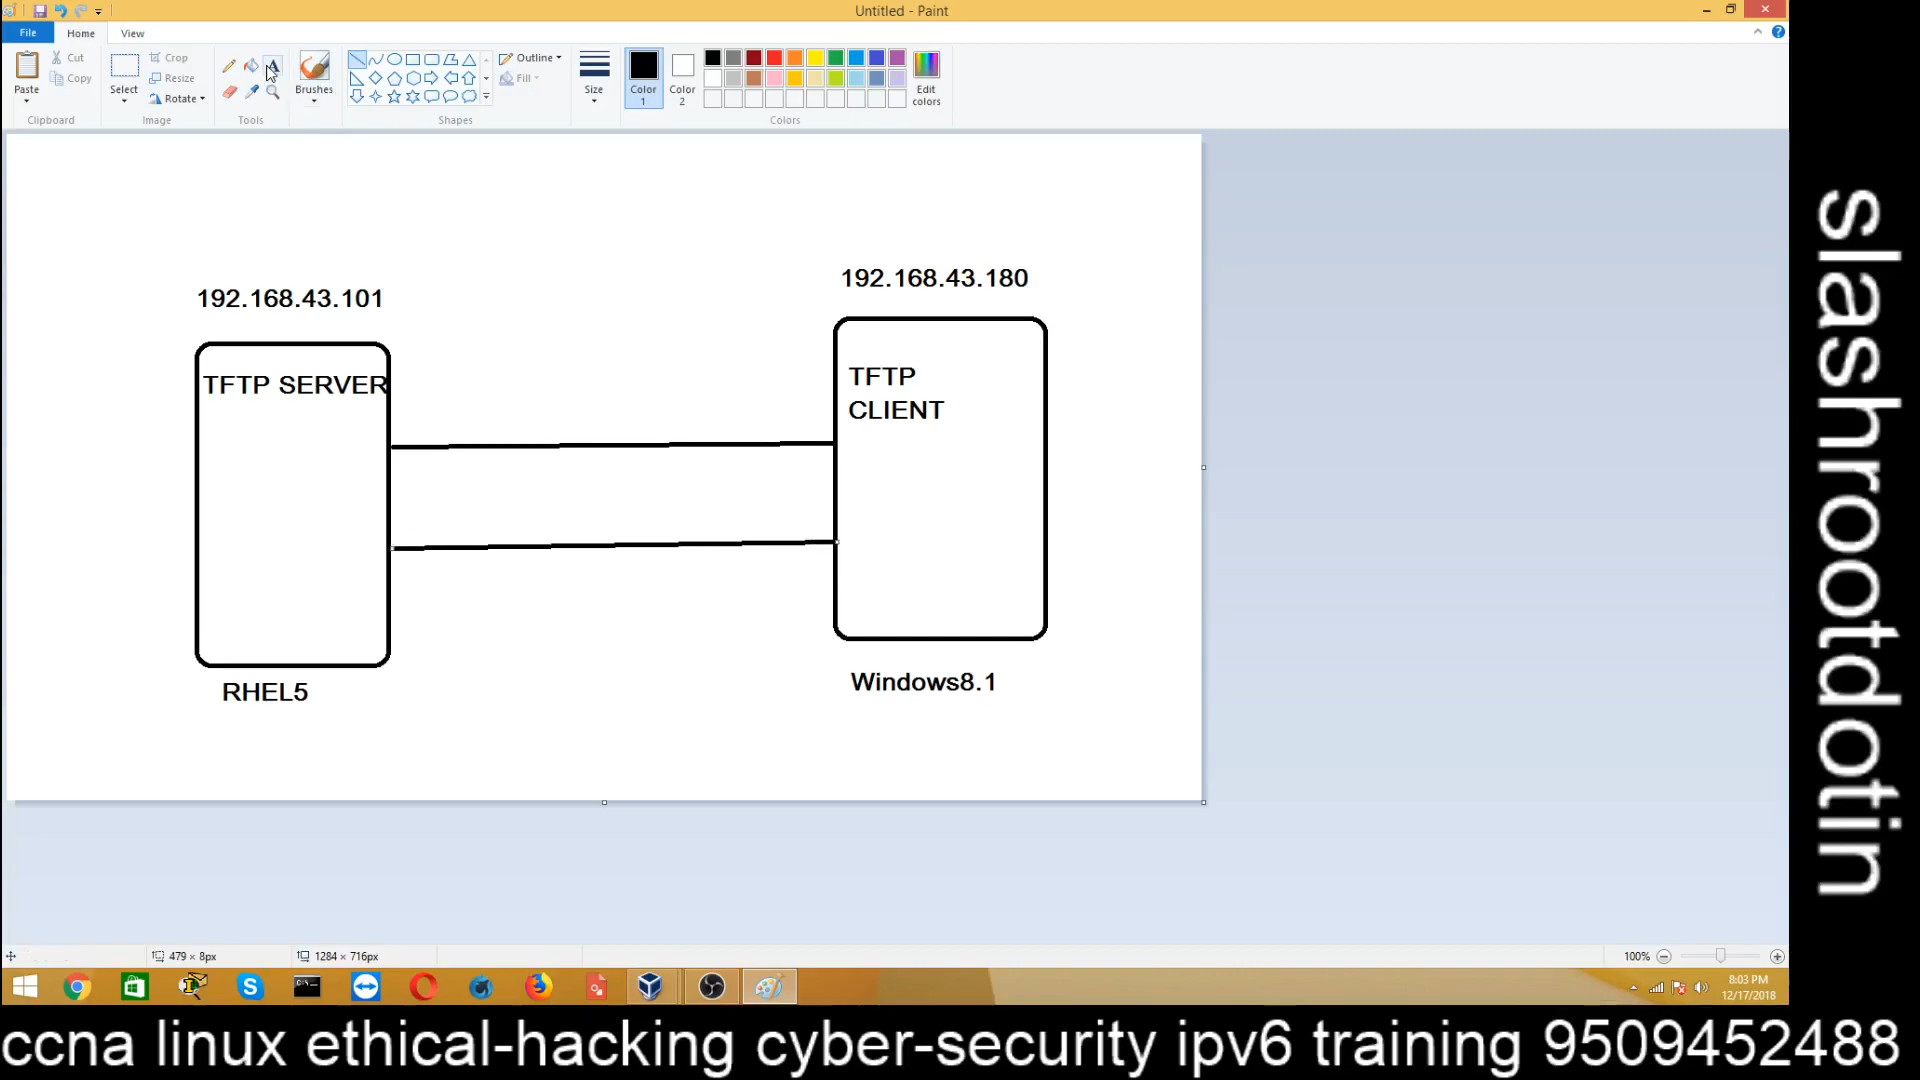 Untitled - Paint
File
Home
View
Paste
Cut
Copy
Clipboard
Select
Crop
Resize
Rotate
Image
Tools
Brushes
Shapes
Outline
Fill
Size
Color 1
Color 2
Edit colors
Colors
192.168.43.101
192.168.43.180
TFTP SERVER
TFTP
CLIENT
RHEL5
Windows8.1
479 × 8px
1284 × 716px
100%
8:03 PM
12/17/2018
slashrootdotin
ccna linux ethical-hacking cyber-security ipv6 training 9509452488